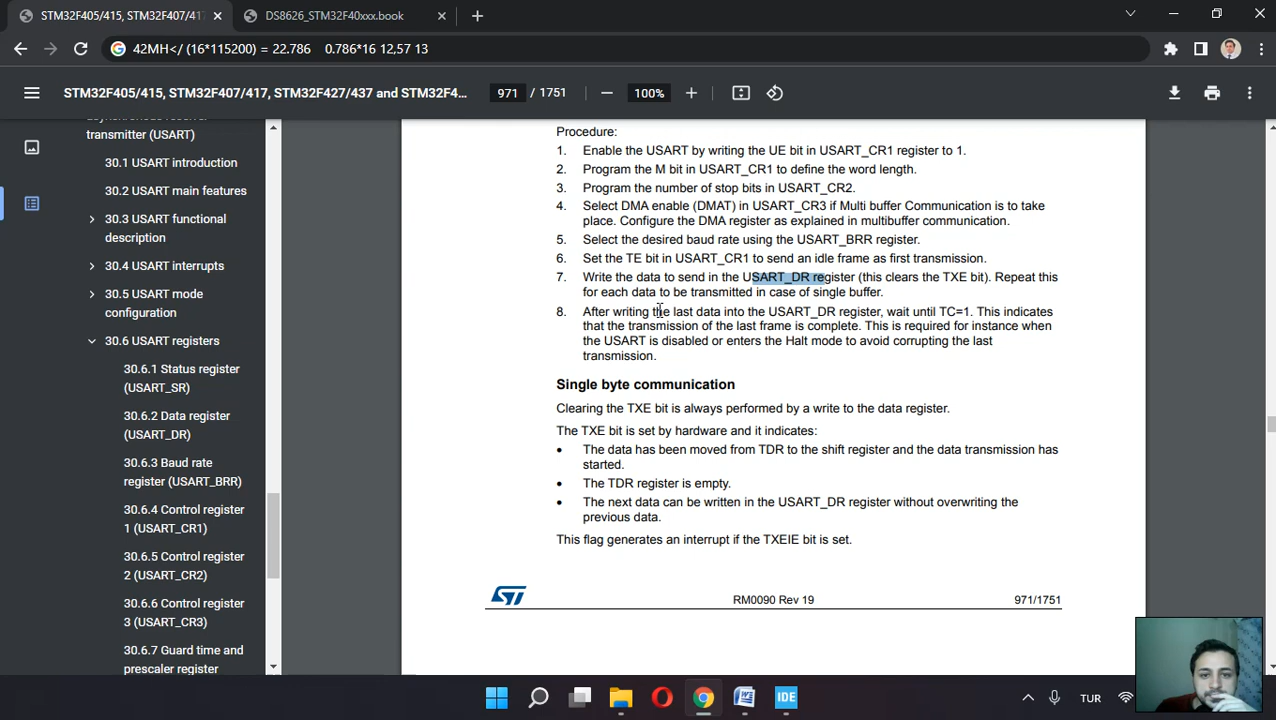 STM32F405/415, STM32F407/417
DS8626_STM32F40xxx.book
42MH</ (16*115200) = 22.786 0.786*16 12,57 13
STM32F405/415, STM32F407/417, STM32F427/437 and STM32F4...
971 / 1751
100%
transmitter (USART)
30.1 USART introduction
30.2 USART main features
30.3 USART functional
description
30.4 USART interrupts
30.5 USART mode
configuration
30.6 USART registers
30.6.1 Status register
(USART_SR)
30.6.2 Data register
(USART_DR)
30.6.3 Baud rate
register (USART_BRR)
30.6.4 Control register
1 (USART_CR1)
30.6.5 Control register
2 (USART_CR2)
30.6.6 Control register
3 (USART_CR3)
30.6.7 Guard time and
prescaler register
Procedure:
1. Enable the USART by writing the UE bit in USART_CR1 register to 1.
2. Program the M bit in USART_CR1 to define the word length.
3. Program the number of stop bits in USART_CR2.
4. Select DMA enable (DMAT) in USART_CR3 if Multi buffer Communication is to take
place. Configure the DMA register as explained in multibuffer communication.
5. Select the desired baud rate using the USART_BRR register.
6. Set the TE bit in USART_CR1 to send an idle frame as first transmission.
7. Write the data to send in the USART_DR register (this clears the TXE bit). Repeat this
for each data to be transmitted in case of single buffer.
8. After writing the last data into the USART_DR register, wait until TC=1. This indicates
that the transmission of the last frame is complete. This is required for instance when
the USART is disabled or enters the Halt mode to avoid corrupting the last
transmission.
Single byte communication
Clearing the TXE bit is always performed by a write to the data register.
The TXE bit is set by hardware and it indicates:
• The data has been moved from TDR to the shift register and the data transmission has
started.
• The TDR register is empty.
• The next data can be written in the USART_DR register without overwriting the
previous data.
This flag generates an interrupt if the TXEIE bit is set.
ST
RM0090 Rev 19
971/1751
IDE
TUR